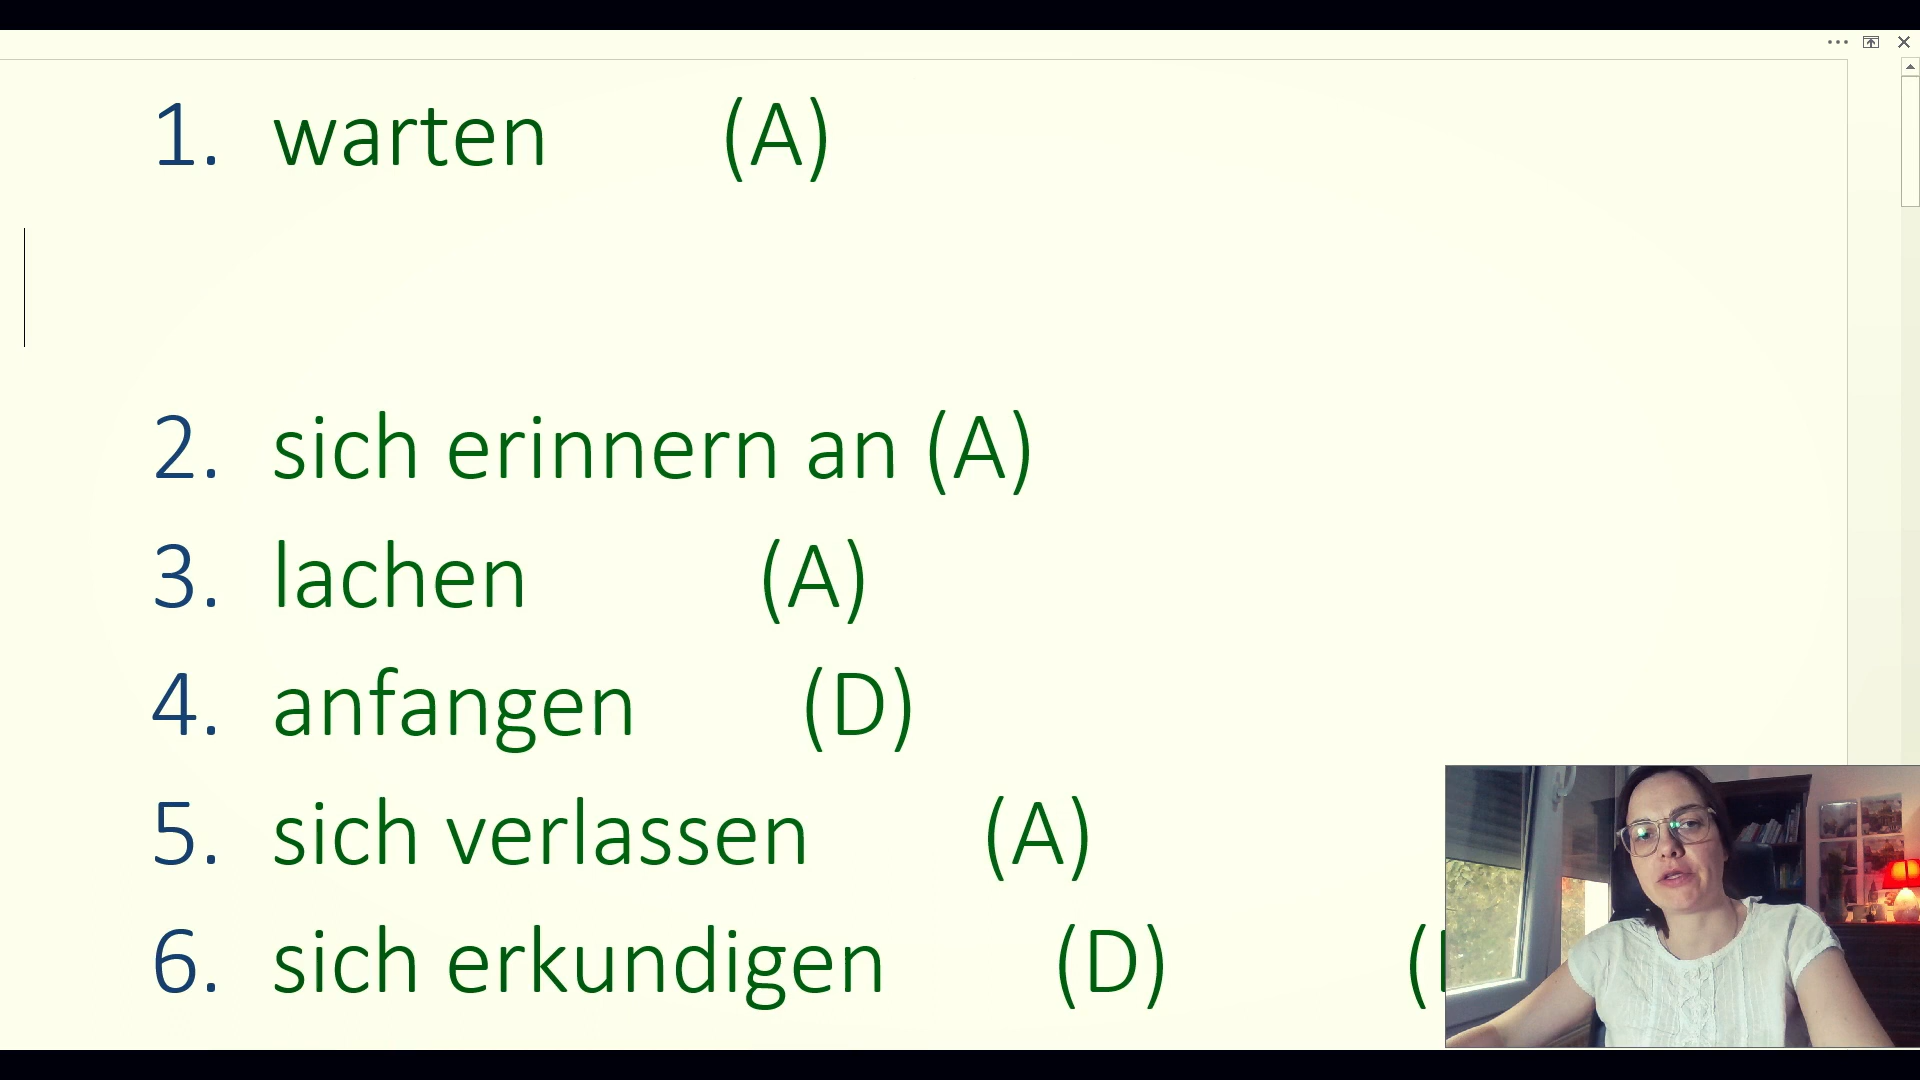 1. warten (A)
2. sich erinnern an (A)
3. lachen (A)
4. anfangen (D)
5. sich verlassen (A)
6. sich erkundigen (D) (